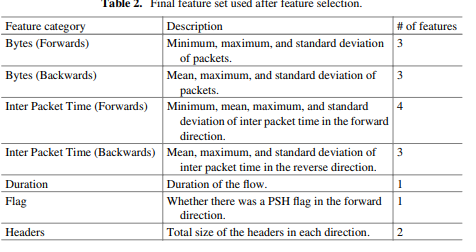 Table 2. Final feature set used after feature selection.
Feature category Description # of features
Bytes (Forwards) Minimum, maximum, and standard deviation 3
of packets.
Bytes (Backwards) Mean, maximum, and standard deviation of 3
packets.
Inter Packet Time (Forwards) Minimum, mean, maximum, and standard 4
deviation of inter packet time in the forward
direction.
Inter Packet Time (Backwards) Mean, maximum, and standard deviation of 3
inter packet time in the reverse direction.
Duration Duration of the flow. 1
Flag Whether there was a PSH flag in the forward 1
direction.
Headers Total size of the headers in each direction. 2